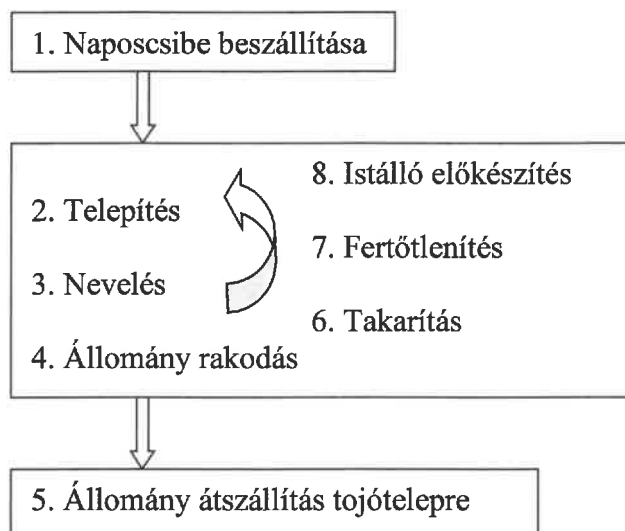 1. Naposcsibe beszállítása
2. Telepítés
3. Nevelés
4. Állomány rakodás
8. Istálló előkészítés
7. Fertőtlenítés
6. Takarítás
5. Állomány átszállítás tojótelepre